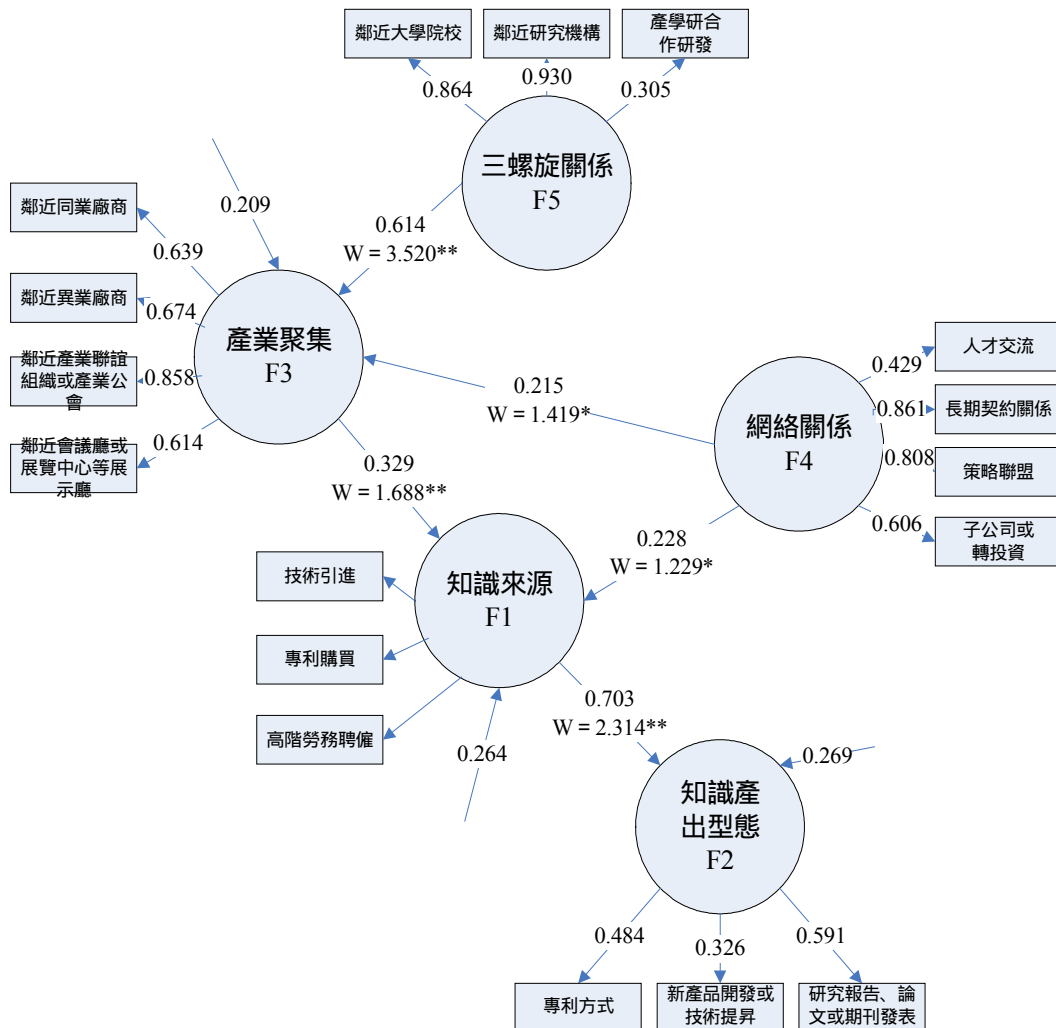 鄰近大學院校
鄰近研究機構
產學研合
作研發
0.864
0.930
0.305
三螺旋關係
F5
0.209
0.614
W = 3.520**
鄰近同業廠商
0.639
鄰近異業廠商
0.674
鄰近產業聯誼
組織或產業公
會
0.858
鄰近會議廳或
展覽中心等展
示廳
0.614
產業聚集
F3
0.215
W = 1.419*
網絡關係
F4
0.429
人才交流
0.861
長期契約關係
0.808
策略聯盟
0.606
子公司或
轉投資
0.329
W = 1.688**
0.228
W = 1.229*
技術引進
專利購買
高階勞務聘僱
知識來源
F1
0.264
0.703
W = 2.314**
0.269
知識產
出型態
F2
0.484
0.326
0.591
專利方式
新產品開發或
技術提昇
研究報告、論
文或期刊發表